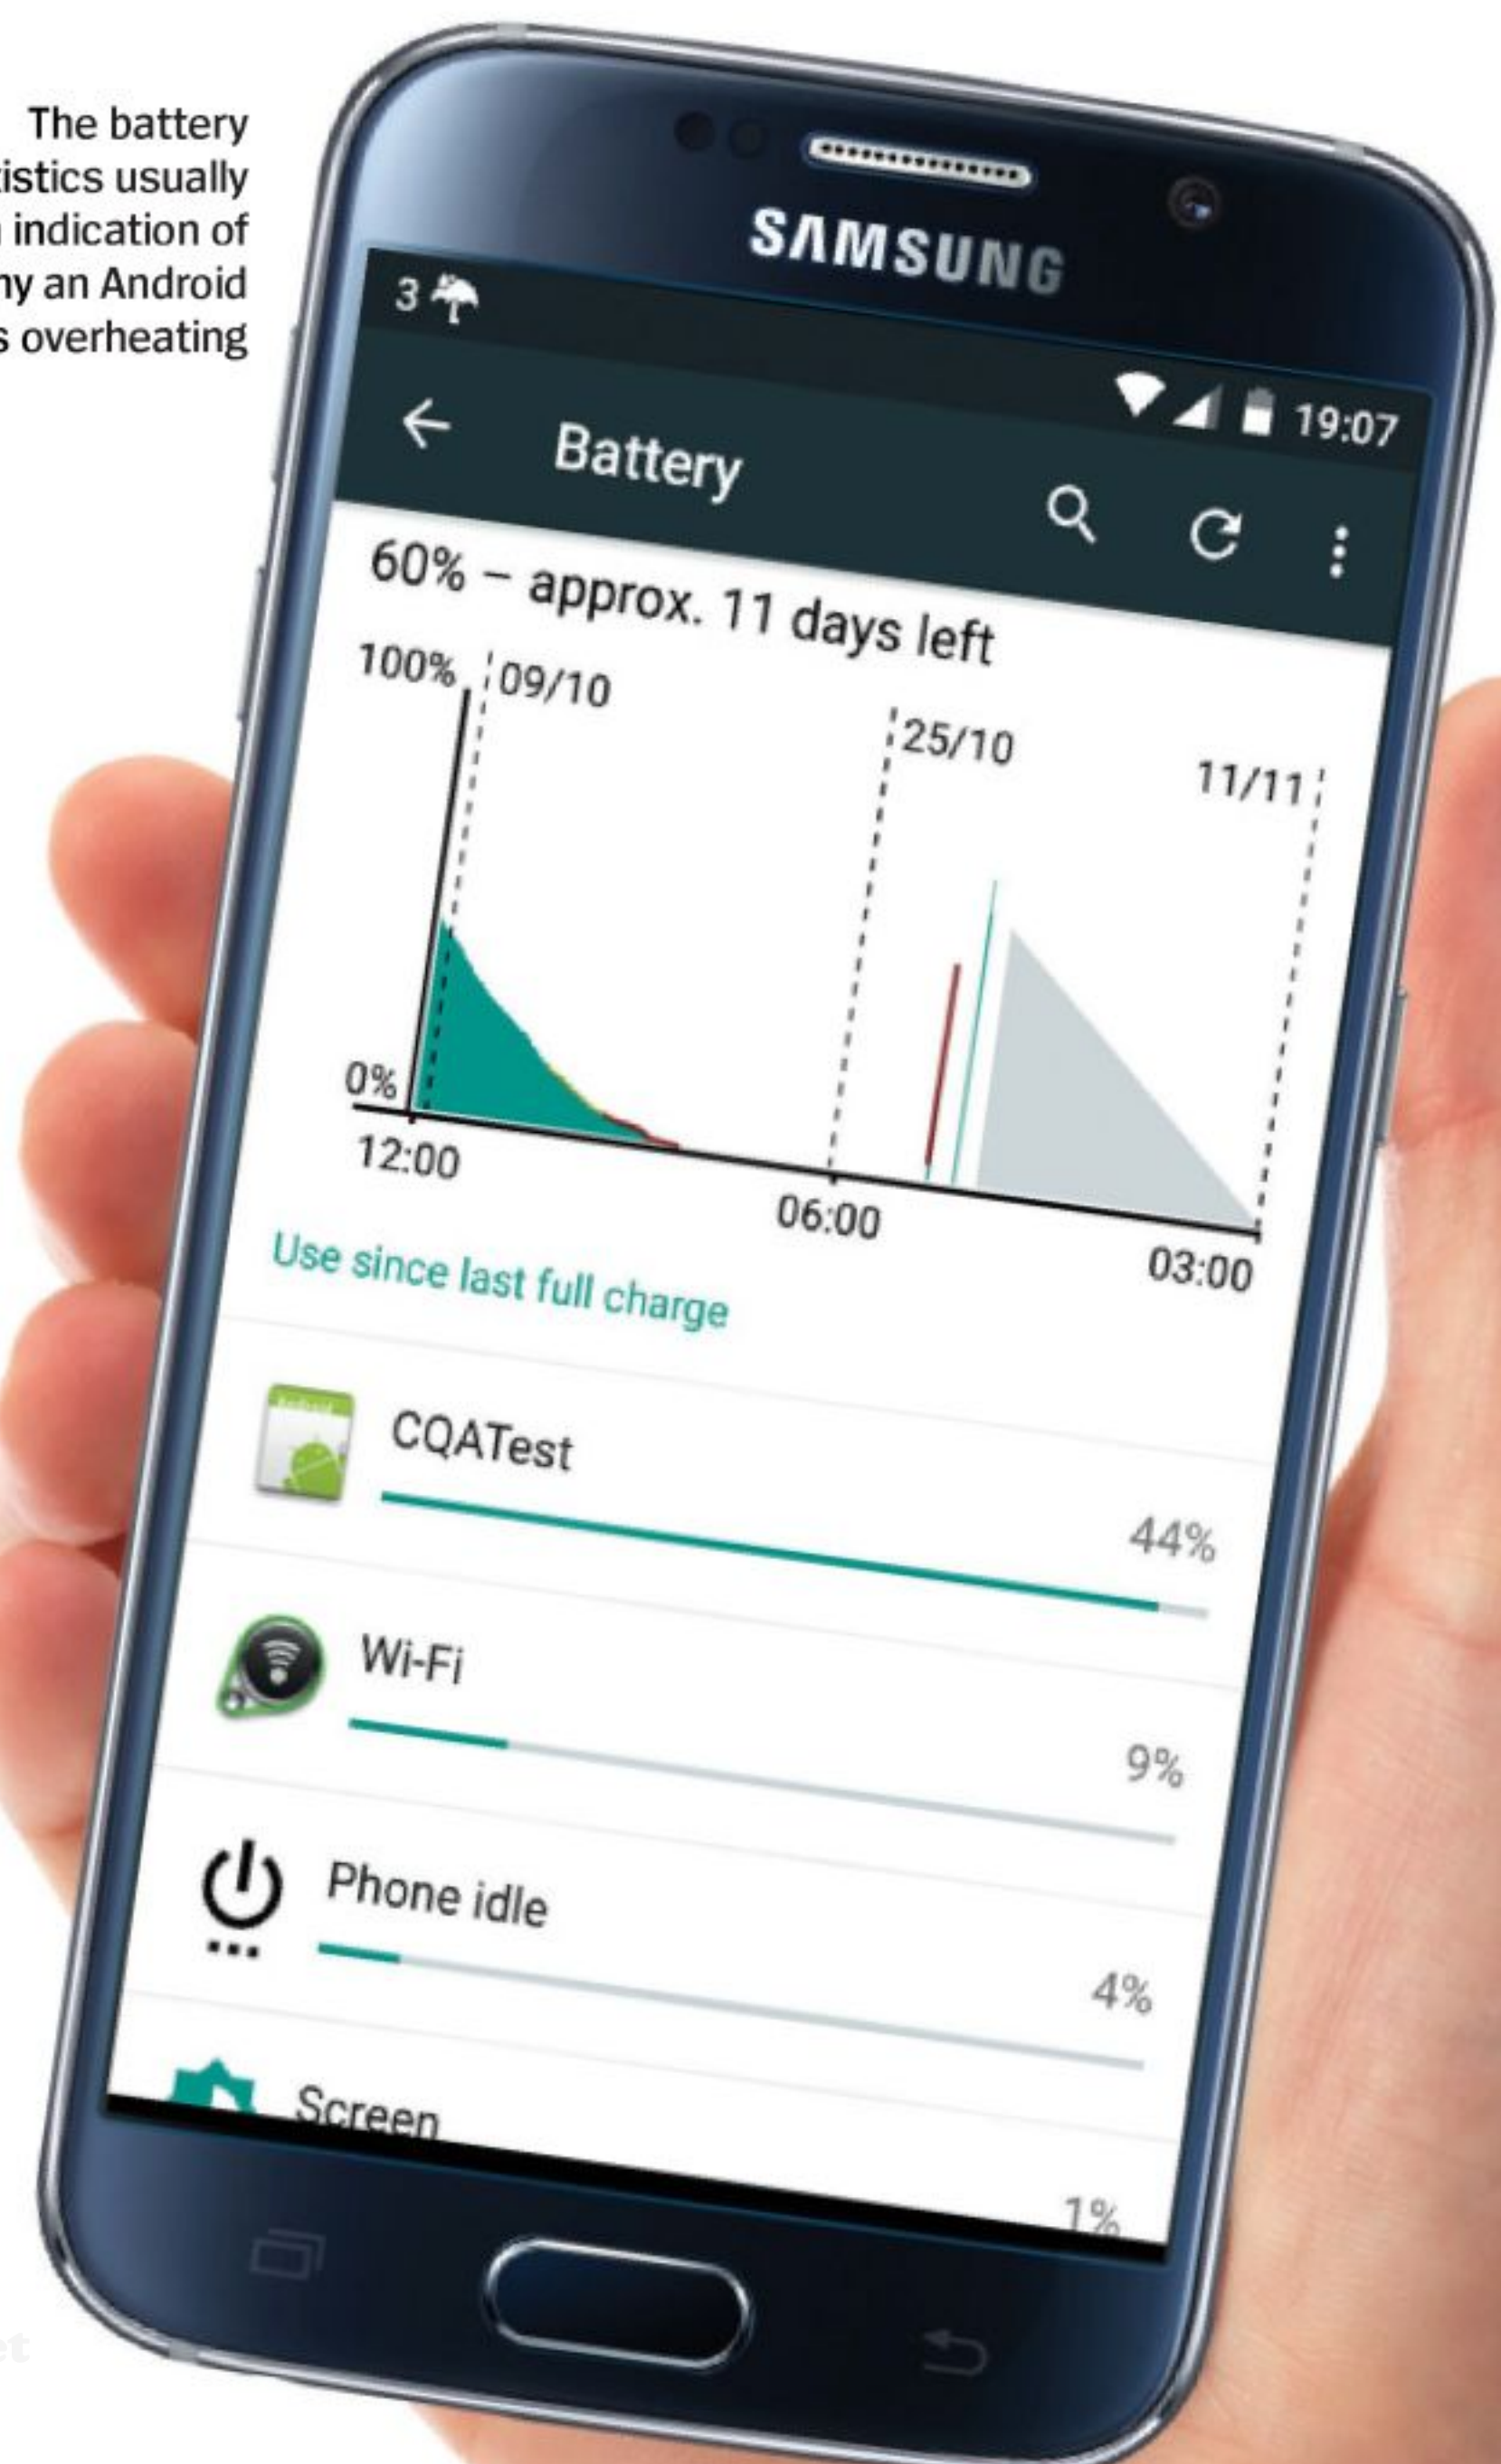 The battery
istics usually
indication of
y an Android
s overheating
SAMSUNG
3
19:07
Battery
60% – approx. 11 days left
100%
09/10
25/10
11/11
0%
12:00
06:00
03:00
Use since last full charge
CQATest
44%
Wi-Fi
9%
Phone idle
4%
Screen
1%